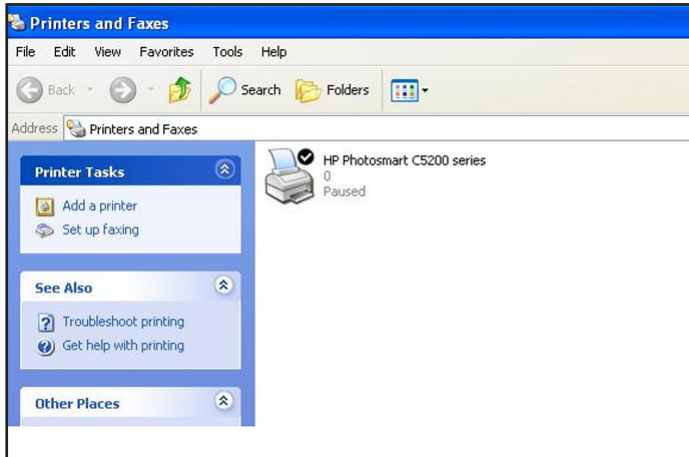 Printers and Faxes
File Edit View Favorites Tools Help
Back Search Folders
Address Printers and Faxes
Printer Tasks
Add a printer
Set up faxing
See Also
Troubleshoot printing
Get help with printing
Other Places
HP Photosmart C5200 series
0
Paused